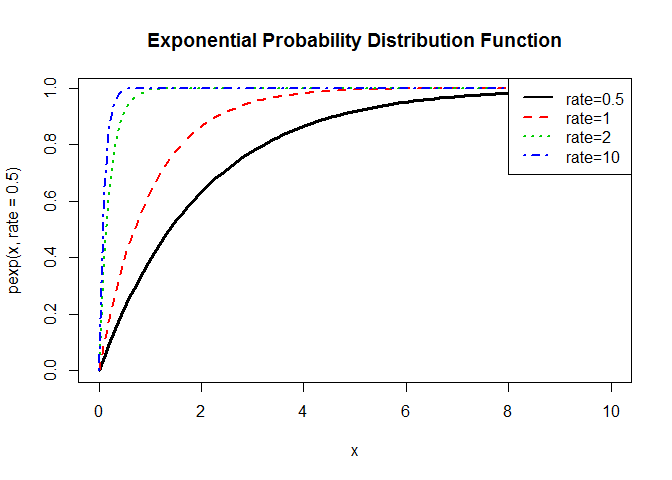 Exponential Probability Distribution Function
pexp(x, rate = 0.5)
1.0
0.8
0.6
0.4
0.2
0.0
rate=0.5
rate=1
rate=2
rate=10
0 2 4 6 8 10
x